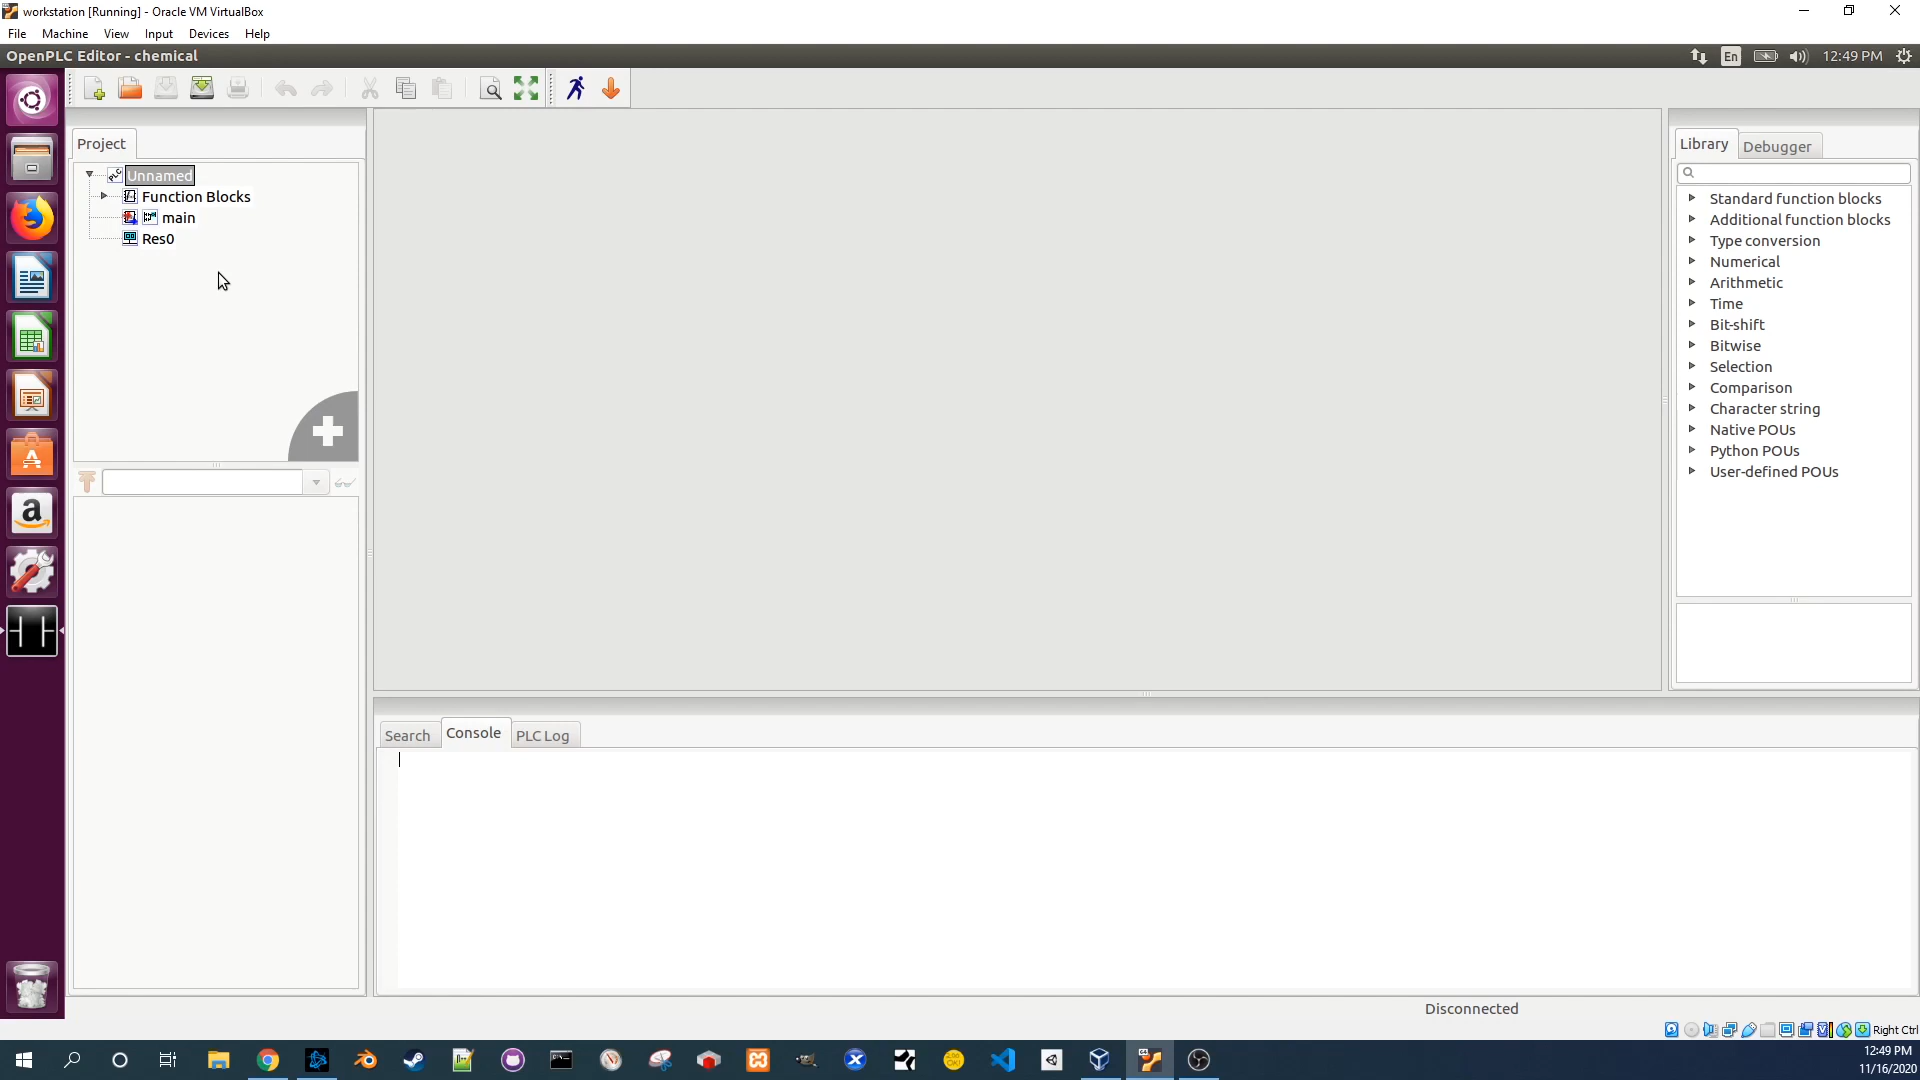 workstation [Running] - Oracle VM VirtualBox
File Machine View Input Devices Help
OpenPLC Editor - chemical
En 12:49 PM
Project
Unnamed
Function Blocks
main
Res0
Library Debugger
Standard function blocks
Additional function blocks
Type conversion
Numerical
Arithmetic
Time
Bit-shift
Bitwise
Selection
Comparison
Character string
Native POUs
Python POUs
User-defined POUs
Search Console PLC Log
Disconnected
Right Ctrl
12:49 PM
11/16/2020